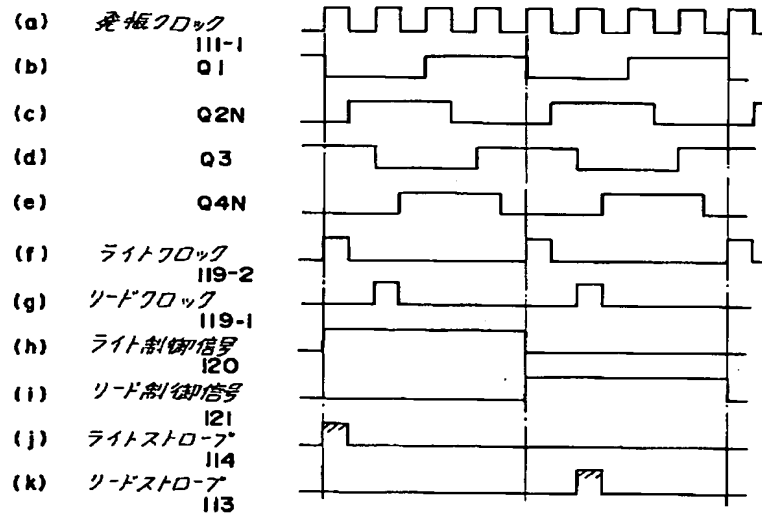 (a) 発振クロック
111-1
(b) Q1
(c) Q2N
(d) Q3
(e) Q4N
(f) ライトクロック
119-2
(g) リードクロック
119-1
(h) ライト制御信号
120
(i) リード制御信号
121
(j) ライトストローブ
114
(k) リードストローブ
113